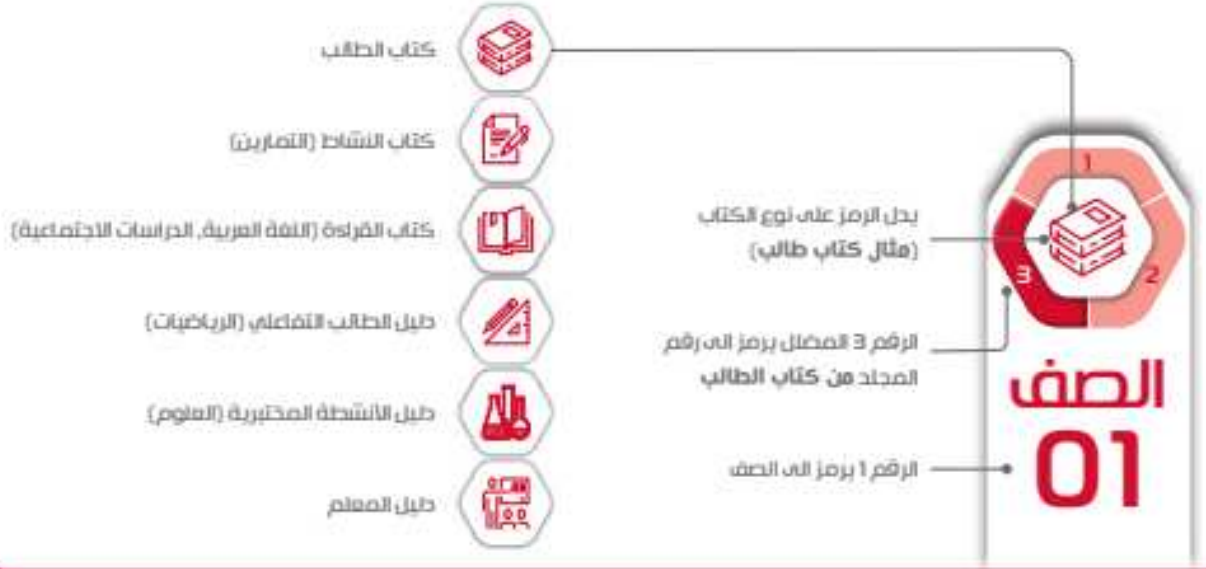 كتاب الطالب
كتاب النشاط (التمارين)
كتاب القراءة (اللغة العربية, الدراسات الاجتماعية)
دليل الطالب التفاعلي (الرياضيات)
دليل الأنشطة المختبرية (العلوم)
دليل المعلم
1
2
3
يدل الرمز على نوع الكتاب
(مثال كتاب طالب)
الرقم 3 المضلل يرمز الى رقم
المجلد من كتاب الطالب
الرقم 1 يرمز الى الصف
الصف
01